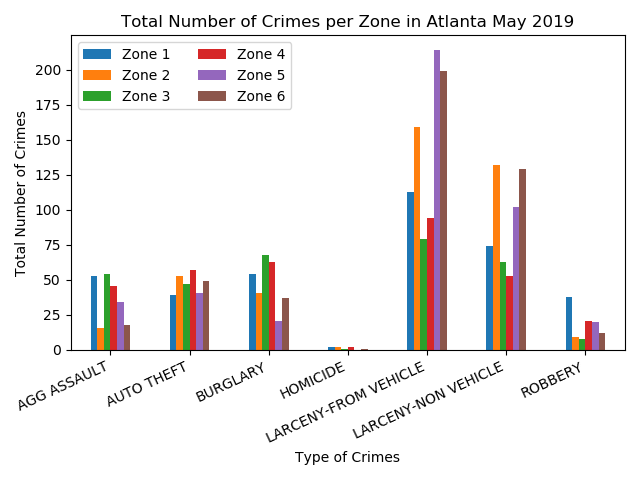 Total Number of Crimes per Zone in Atlanta May 2019
Zone 1
Zone 2
Zone 3
Zone 4
Zone 5
Zone 6
Total Number of Crimes
200
175
150
125
100
75
50
25
0
AGG ASSAULT
AUTO THEFT
BURGLARY
HOMICIDE
LARCENY-FROM VEHICLE
LARCENY-NON VEHICLE
ROBBERY
Type of Crimes